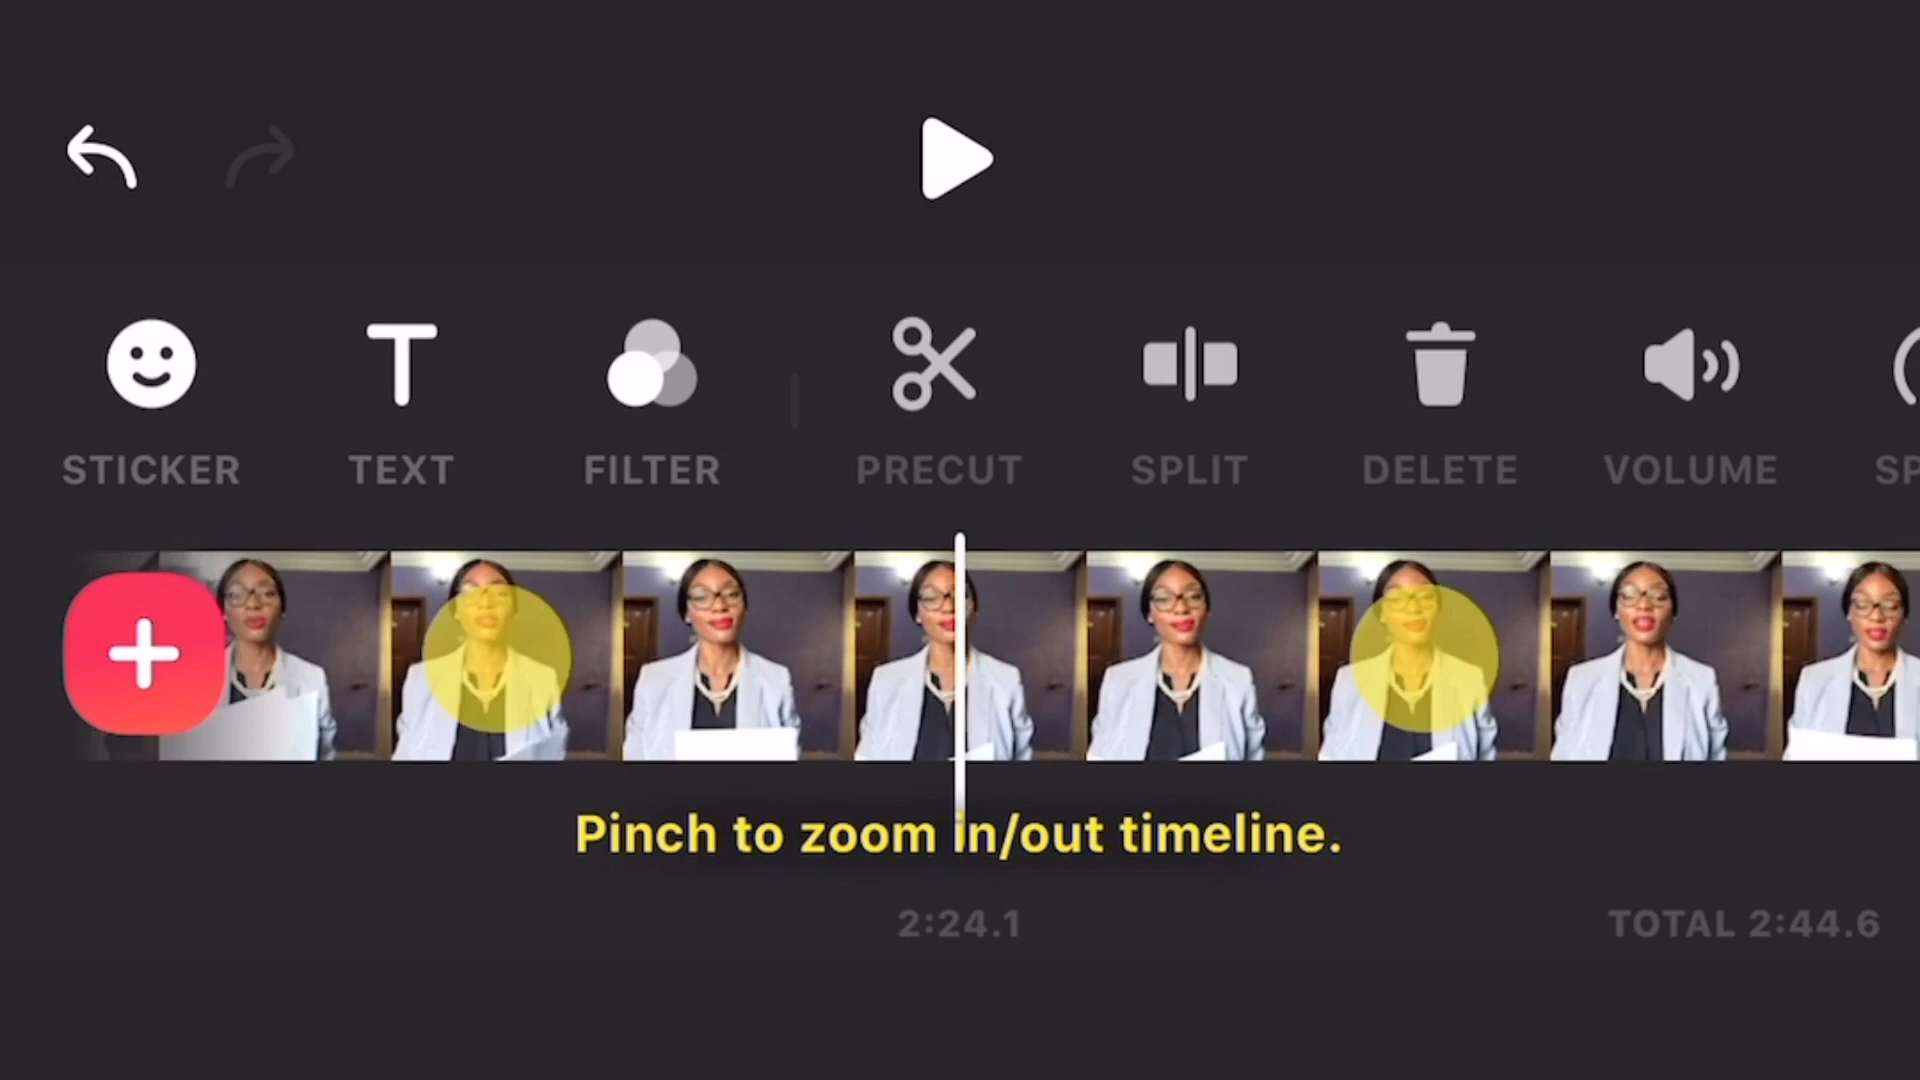 STICKER TEXT FILTER PRECUT SPLIT DELETE VOLUME SP
Pinch to zoom in/out timeline.
2:24.1 TOTAL 2:44.6